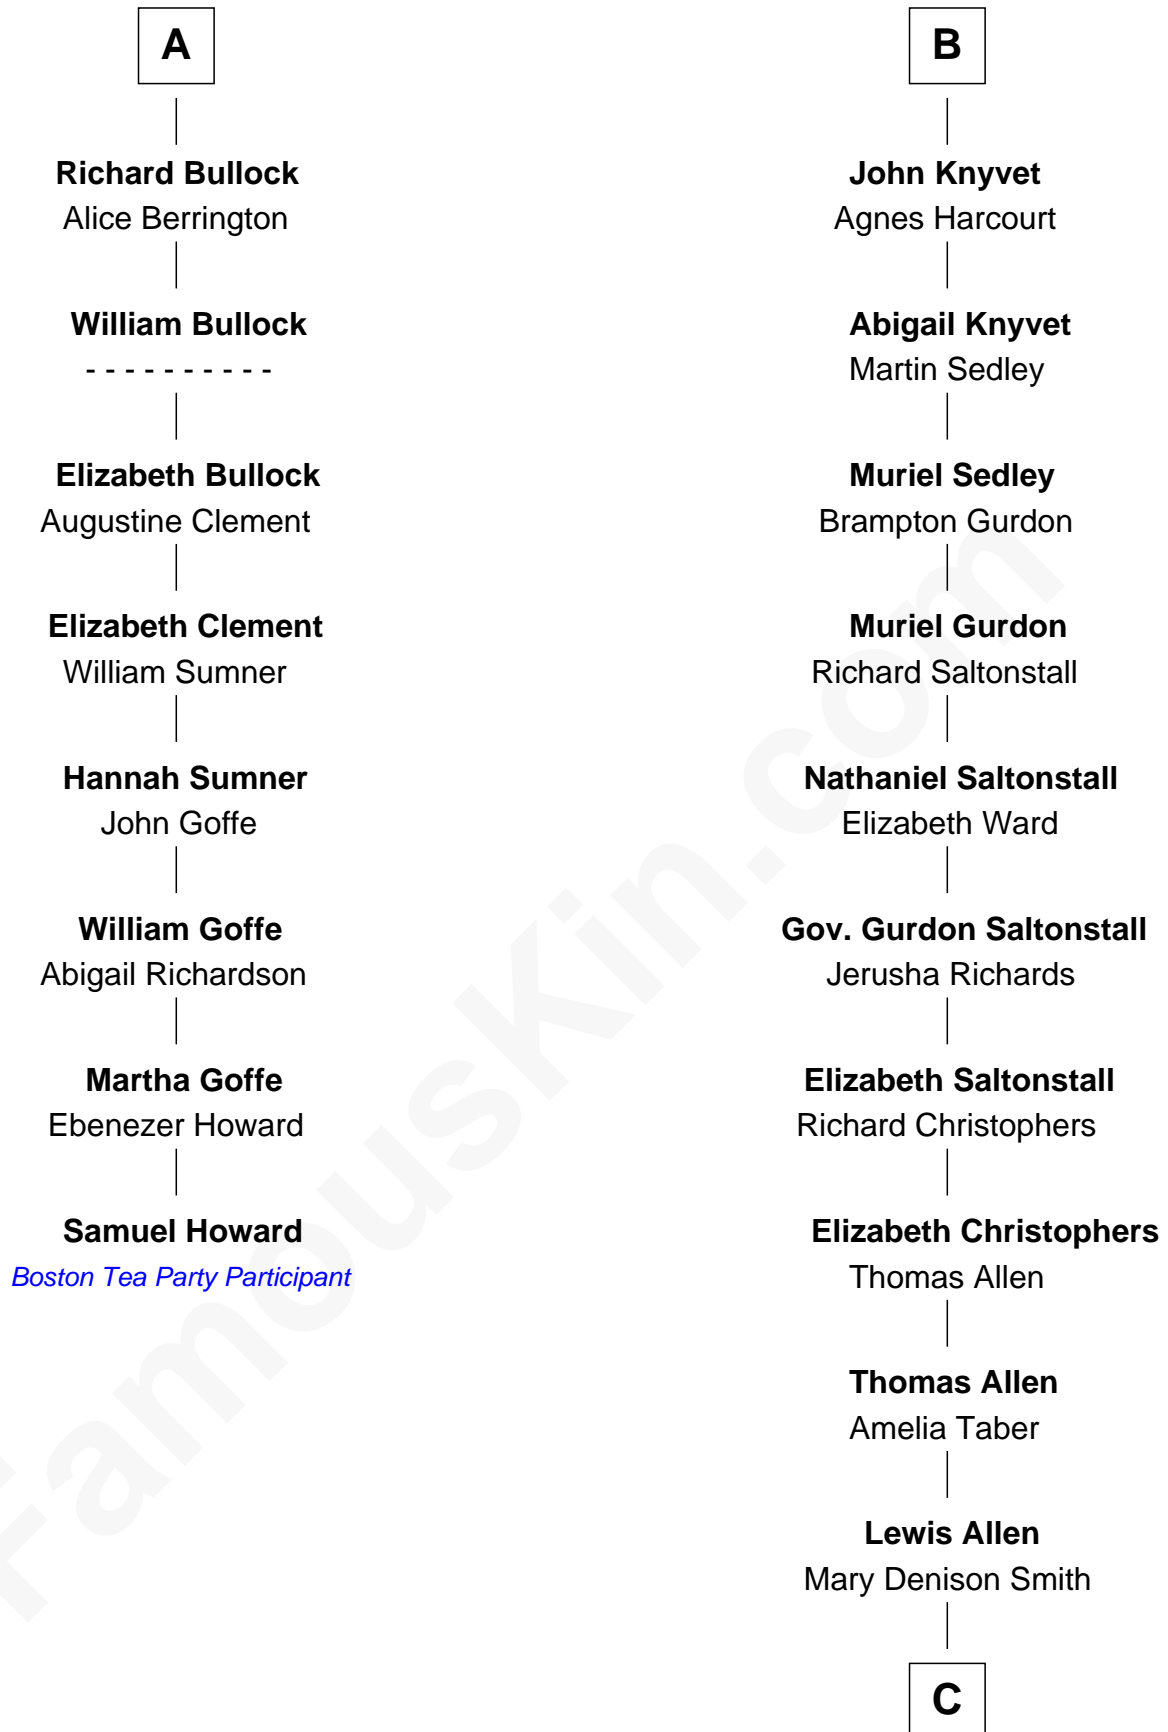 A
Richard Bullock
Alice Berrington
William Bullock
- - - - - - - - - -
Elizabeth Bullock
Augustine Clement
Elizabeth Clement
William Sumner
Hannah Sumner
John Goffe
William Goffe
Abigail Richardson
Martha Goffe
Ebenezer Howard
Samuel Howard
Boston Tea Party Participant
B
John Knyvet
Agnes Harcourt
Abigail Knyvet
Martin Sedley
Muriel Sedley
Brampton Gurdon
Muriel Gurdon
Richard Saltonstall
Nathaniel Saltonstall
Elizabeth Ward
Gov. Gurdon Saltonstall
Jerusha Richards
Elizabeth Saltonstall
Richard Christophers
Elizabeth Christophers
Thomas Allen
Thomas Allen
Amelia Taber
Lewis Allen
Mary Denison Smith
C
FamousKin.com